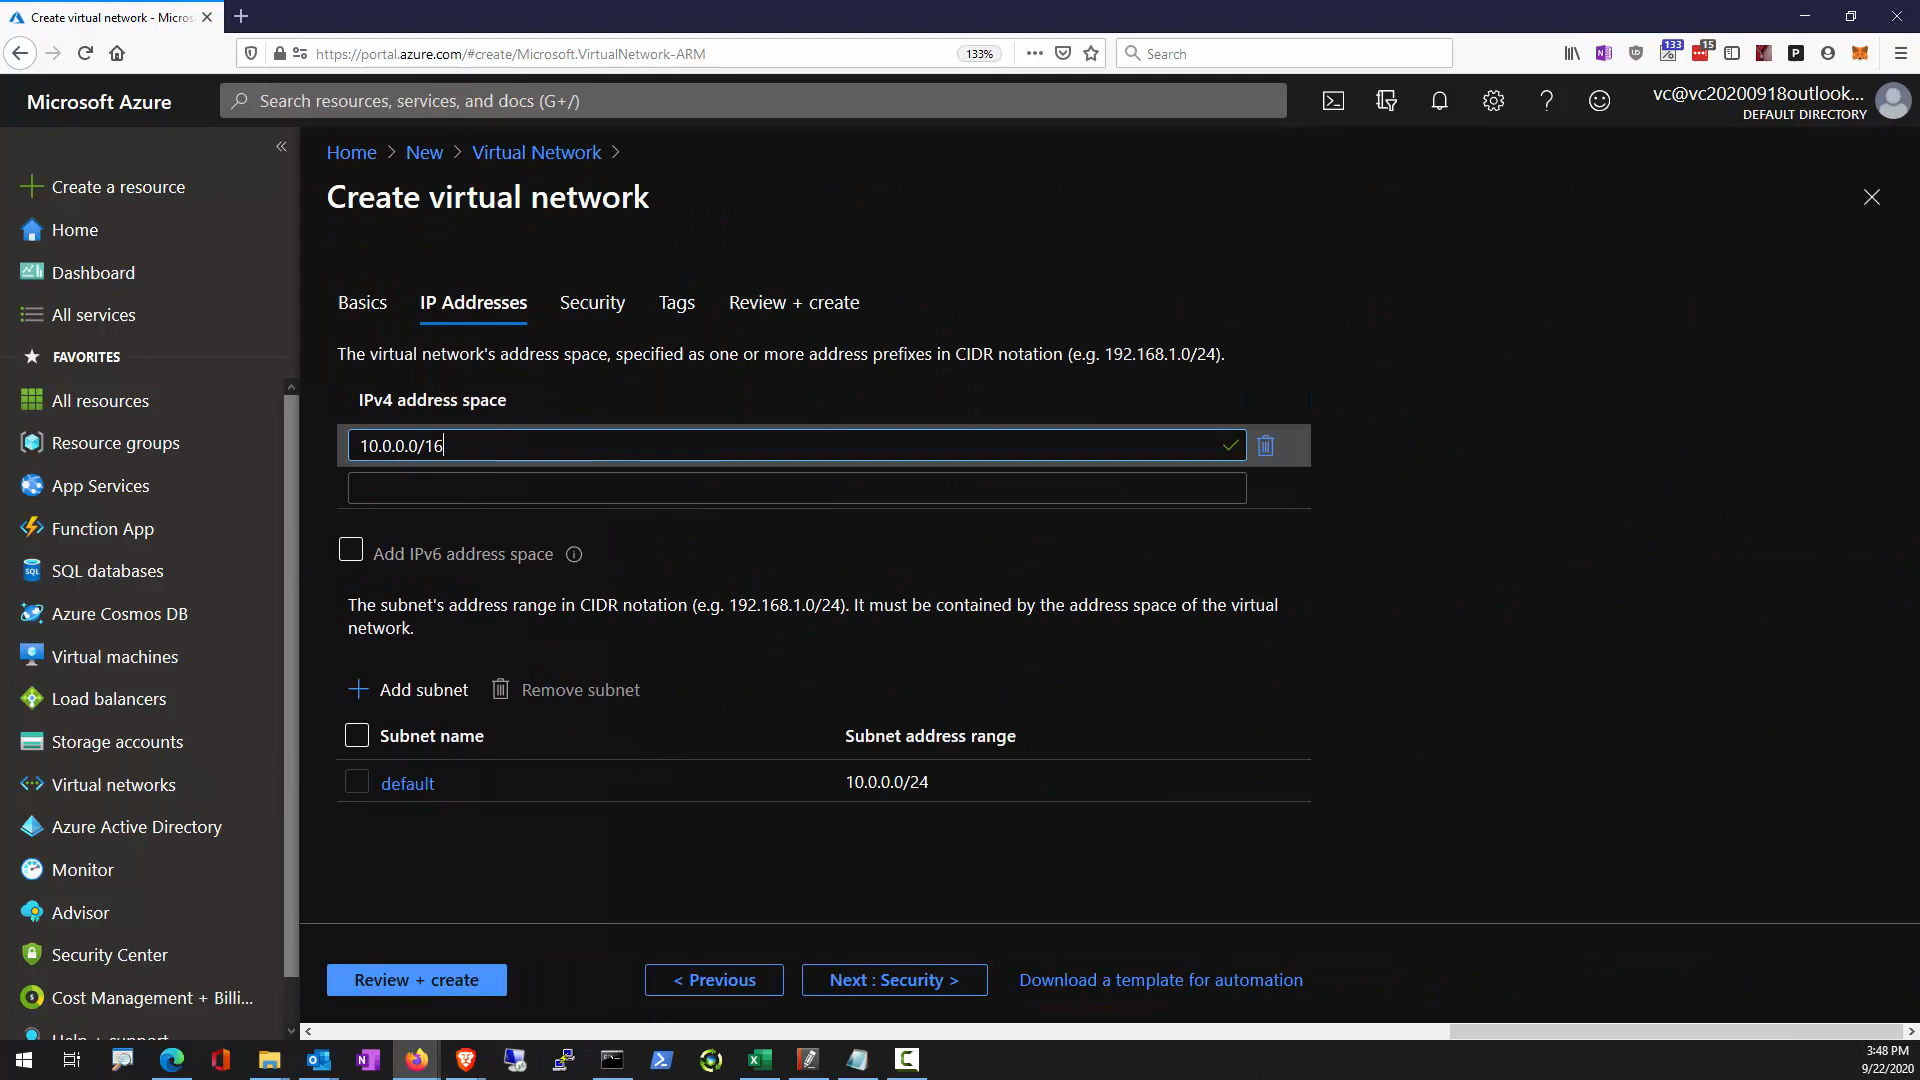 Create virtual network - Micros
https://portal.azure.com/#create/Microsoft.VirtualNetwork-ARM
133%
Search
133
15
Microsoft Azure
Search resources, services, and docs (G+/)
vc@vc20200918outlook...
DEFAULT DIRECTORY
Create a resource
Home
Dashboard
All services
FAVORITES
All resources
Resource groups
App Services
Function App
SQL databases
Azure Cosmos DB
Virtual machines
Load balancers
Storage accounts
Virtual networks
Azure Active Directory
Monitor
Advisor
Security Center
Cost Management + Billi...
Help + support
Home > New > Virtual Network >
Create virtual network
Basics IP Addresses Security Tags Review + create
The virtual network's address space, specified as one or more address prefixes in CIDR notation (e.g. 192.168.1.0/24).
IPv4 address space
10.0.0.0/16
Add IPv6 address space
The subnet's address range in CIDR notation (e.g. 192.168.1.0/24). It must be contained by the address space of the virtual
network.
Add subnet Remove subnet
Subnet name Subnet address range
default 10.0.0.0/24
Review + create < Previous Next : Security > Download a template for automation
3:48 PM
9/22/2020